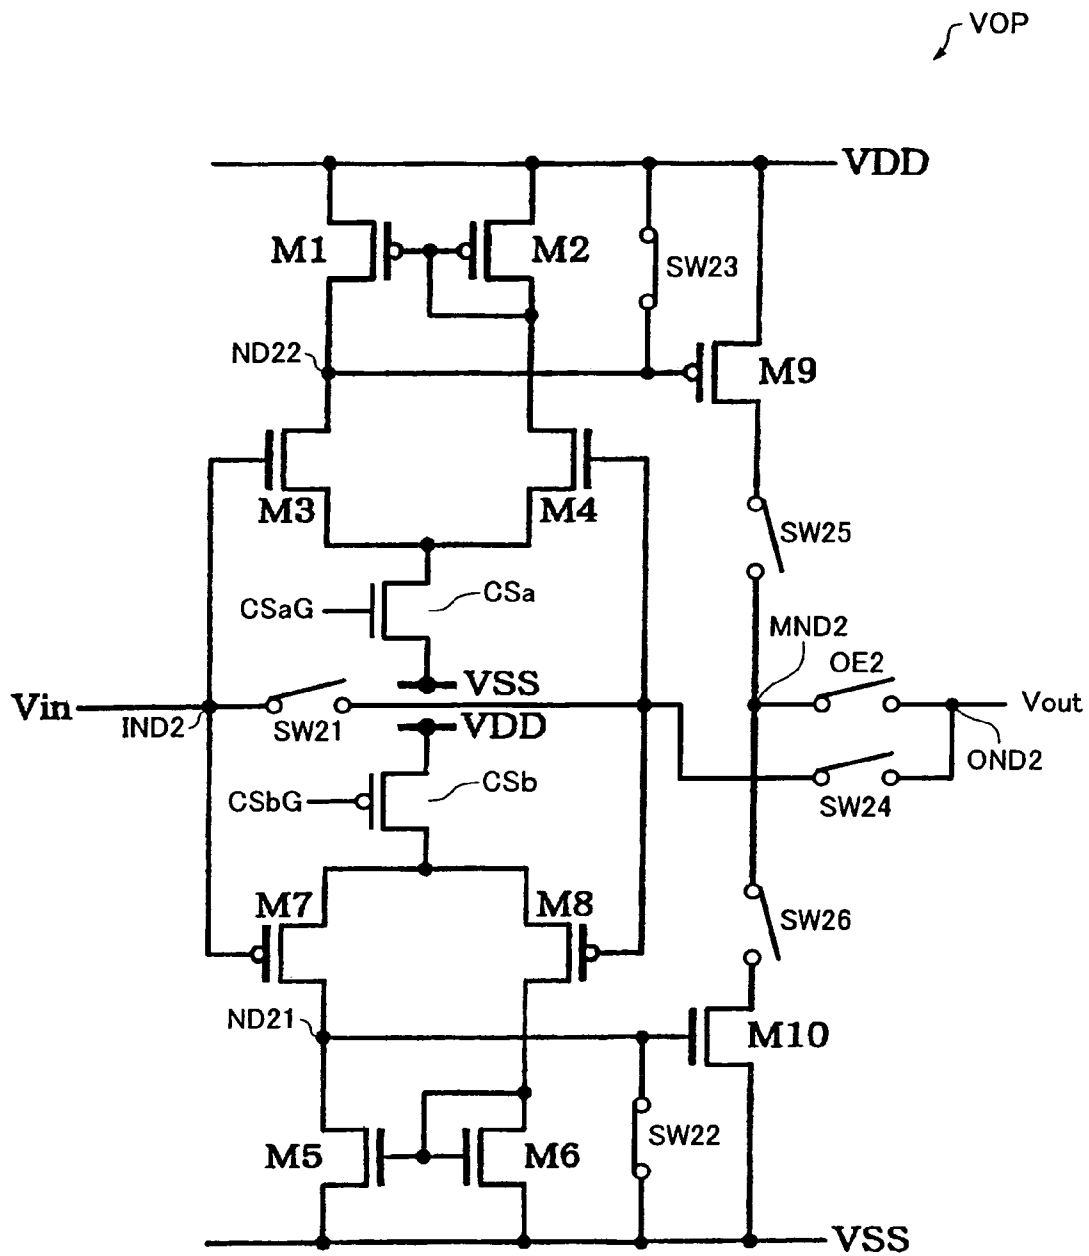 VOP
VDD
M1
M2
SW23
ND22
M9
M3
M4
SW25
CSaG
CSa
MND2
OE2
VSS
Vin
IND2
SW21
VDD
Vout
OND2
CSbG
CSb
SW24
M7
M8
SW26
ND21
M10
M5
M6
SW22
VSS